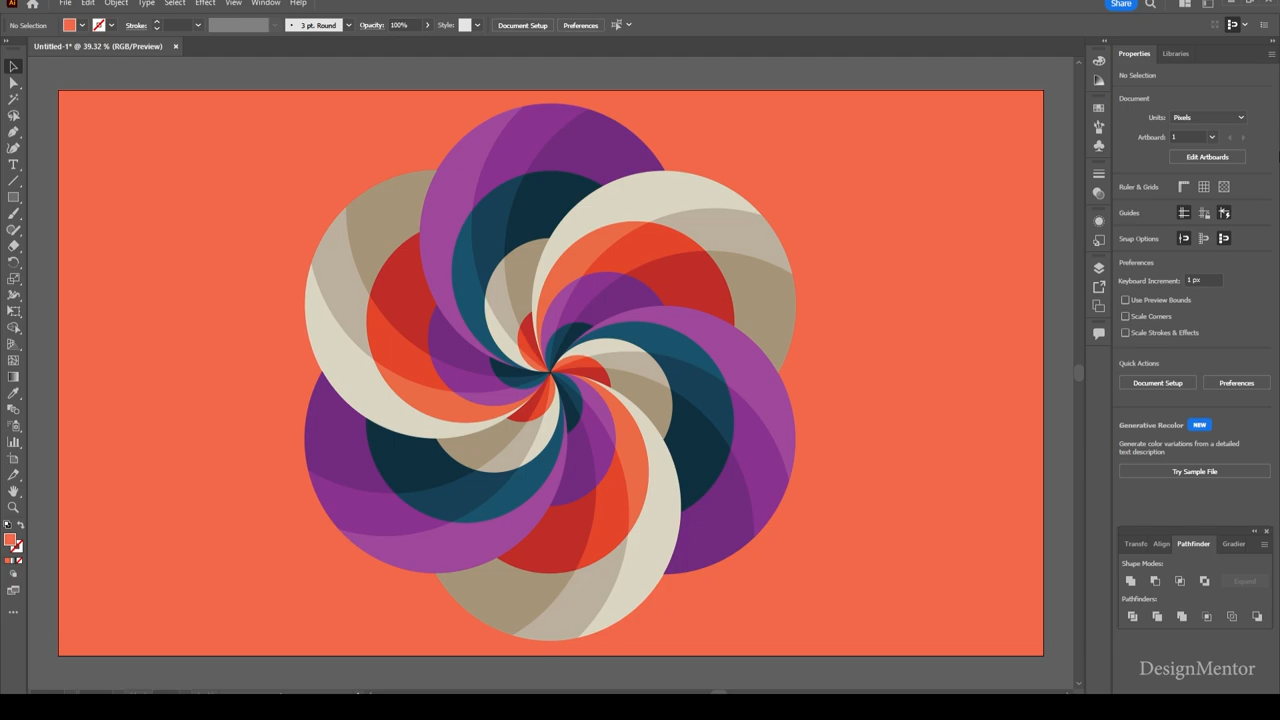 Ai File Edit Object Type Select Effect View Window Help Share
No Selection Stroke: 3 pt. Round Opacity: 100% Style: Document Setup Preferences
Untitled-1* @ 39.32 % (RGB/Preview)
Properties Libraries
No Selection
Document
Units: Pixels
Artboard: 1
Edit Artboards
Ruler & Grids
Guides
Snap Options
Preferences
Keyboard Increment: 1 px
Use Preview Bounds
Scale Corners
Scale Strokes & Effects
Quick Actions
Document Setup Preferences
Generative Recolor NEW
Generate color variations from a detailed
text description
Try Sample File
Transfc Align Pathfinder Gradier
Shape Modes:
Expand
Pathfinders:
DesignMentor